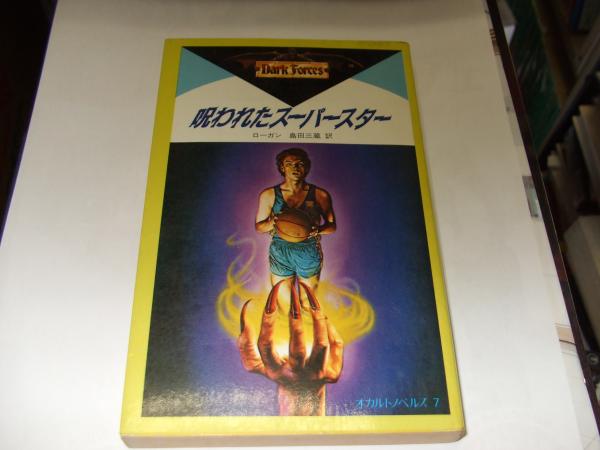 Dark Forces
呪われたスーパースター
ローガン 島田三蔵 訳
オカルトノベルズ 7